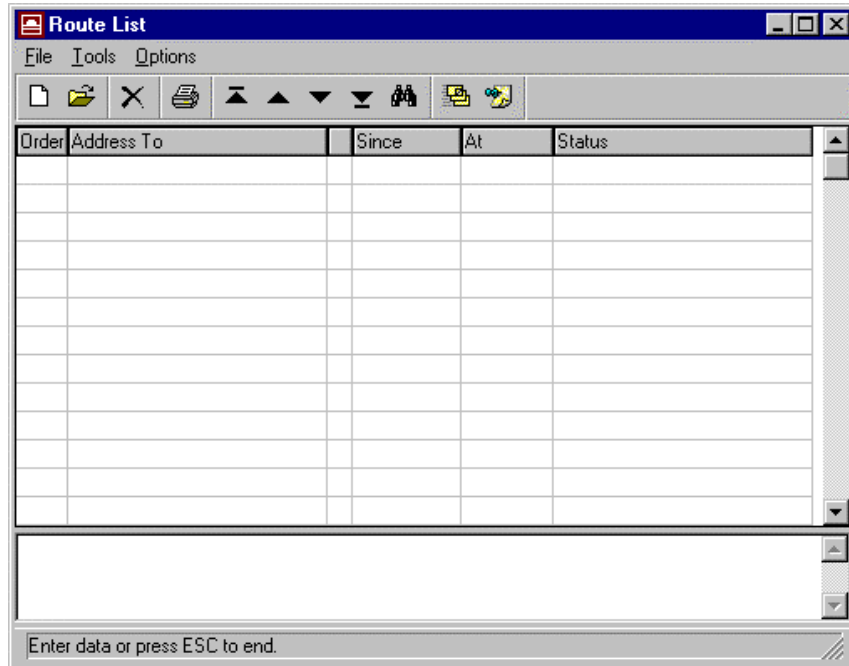 Route List
File Tools Options
Order Address To Since At Status
Enter data or press ESC to end.